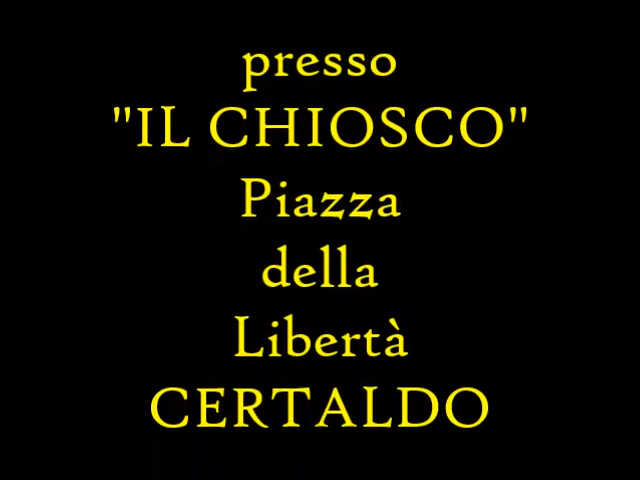 presso
"IL CHIOSCO"
Piazza
della
Libertà
CERTALDO